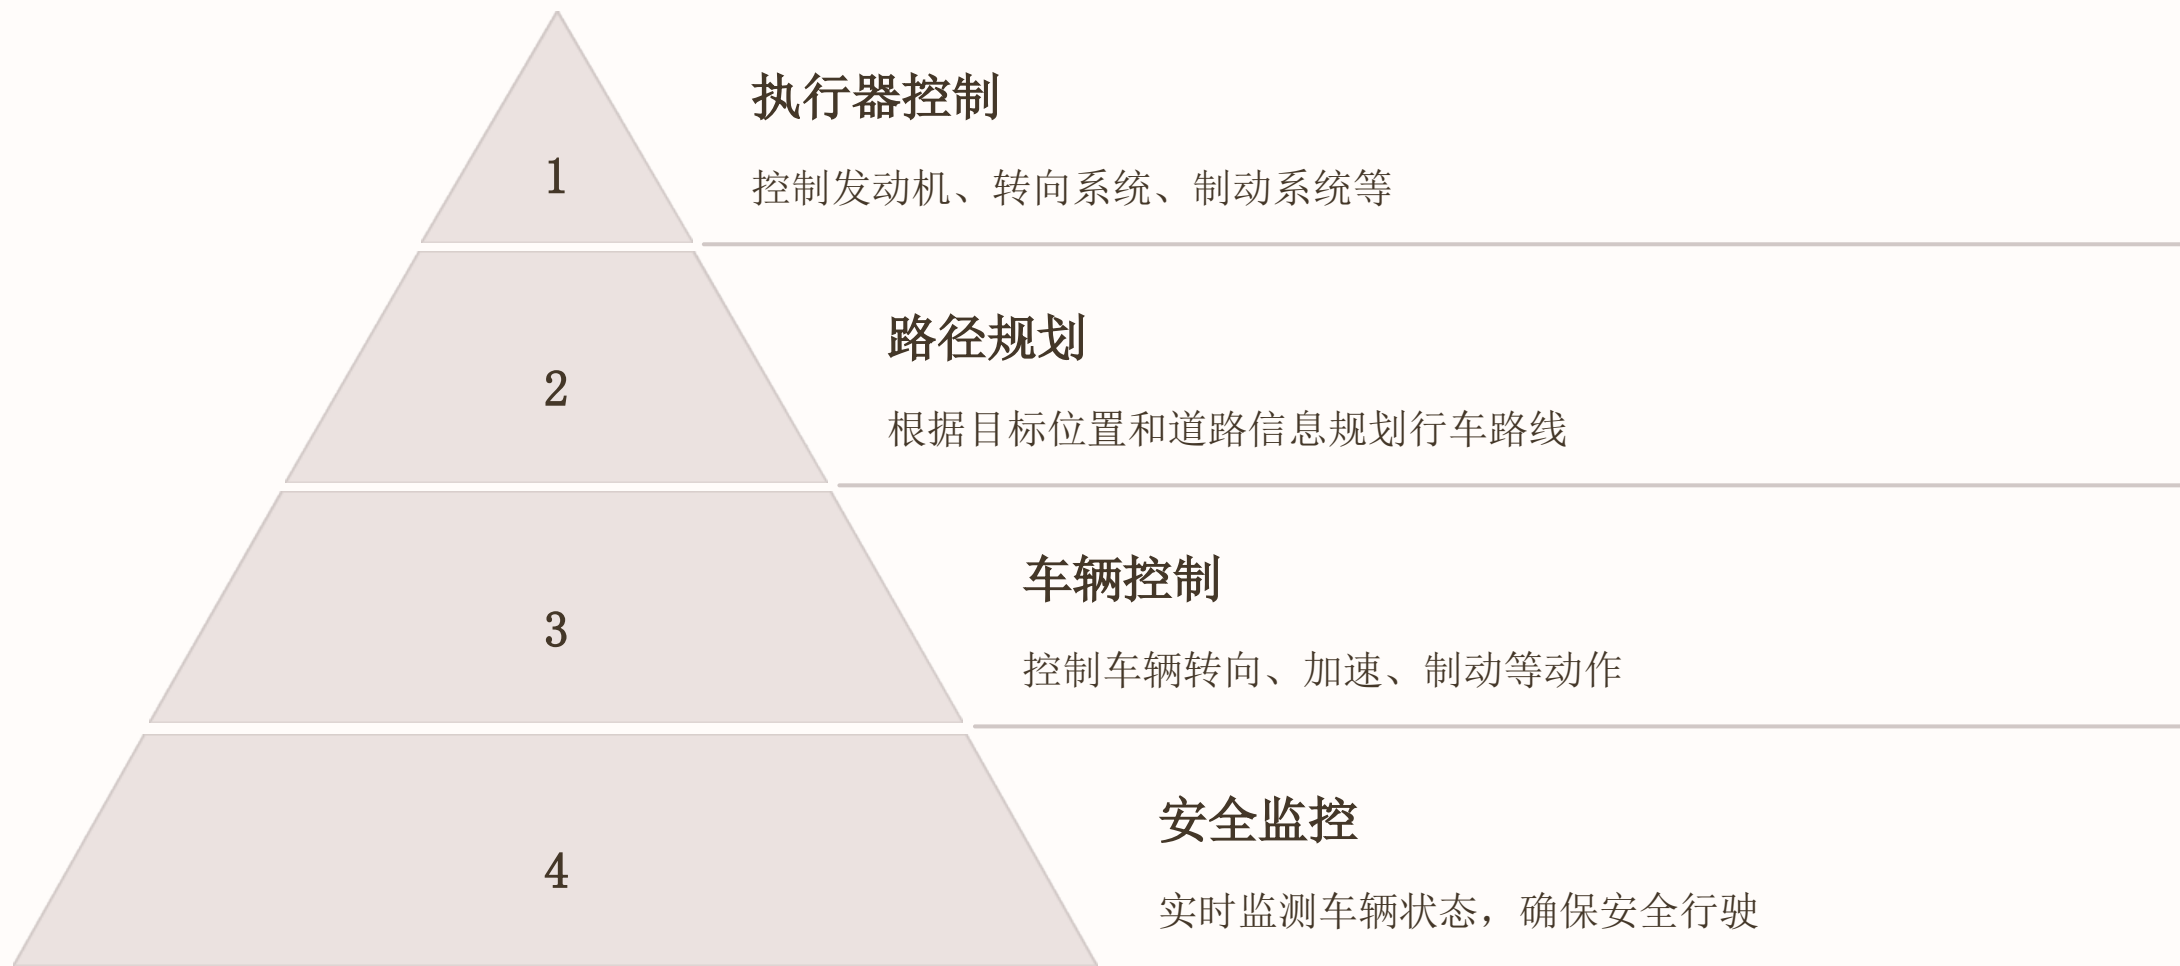 执行器控制
1
控制发动机、转向系统、制动系统等
路径规划
2
根据目标位置和道路信息规划行车路线
车辆控制
3
控制车辆转向、加速、制动等动作
安全监控
4
实时监测车辆状态，确保安全行驶